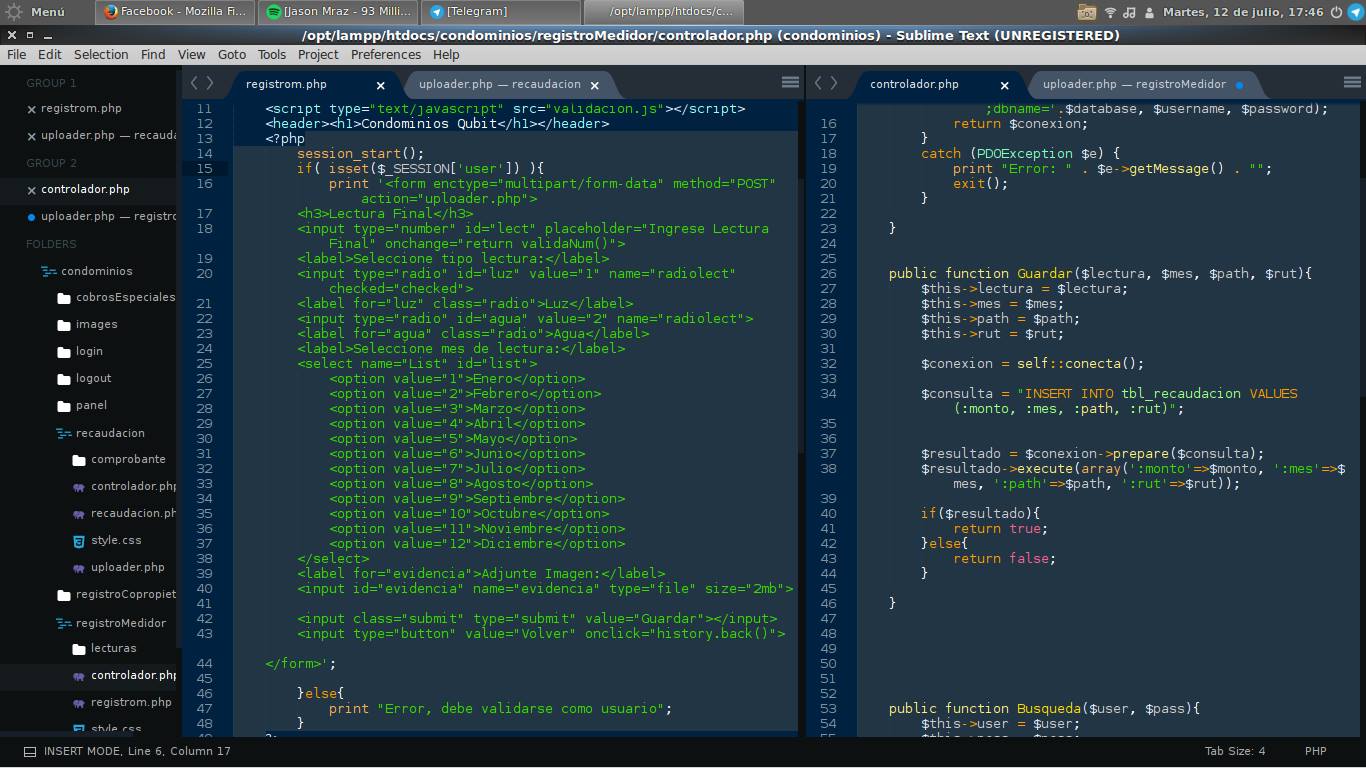 Menú
Facebook - Mozilla Fi...
[Jason Mraz - 93 Milli...
[Telegram]
/opt/lampp/htdocs/c...
Martes, 12 de julio, 17:46
/opt/lampp/htdocs/condominios/registroMedidor/controlador.php (condominios) - Sublime Text (UNREGISTERED)
File Edit Selection Find View Goto Tools Project Preferences Help
GROUP 1
registrom.php
uploader.php — recauda
GROUP 2
controlador.php
uploader.php — registro
FOLDERS
condominios
cobrosEspeciales
images
login
logout
panel
recaudacion
comprobante
controlador.php
recaudacion.ph
style.css
uploader.php
registroCopropiet
registroMedidor
lecturas
controlador.php
registrom.php
style.css
registrom.php
uploader.php — recaudacion
11 <script type="text/javascript" src="validacion.js"></script>
12 <header><h1>Condominios Qubit</h1></header>
13 <?php
14 session_start();
15 if( isset($_SESSION['user']) ){
16 print '<form enctype="multipart/form-data" method="POST"
action="uploader.php">
17 <h3>Lectura Final</h3>
18 <input type="number" id="lect" placeholder="Ingrese Lectura
Final" onchange="return validaNum()">
19 <label>Seleccione tipo lectura:</label>
20 <input type="radio" id="luz" value="1" name="radiolect"
checked="checked">
21 <label for="luz" class="radio">Luz</label>
22 <input type="radio" id="agua" value="2" name="radiolect">
23 <label for="agua" class="radio">Agua</label>
24 <label>Seleccione mes de lectura:</label>
25 <select name="List" id="list">
26 <option value="1">Enero</option>
27 <option value="2">Febrero</option>
28 <option value="3">Marzo</option>
29 <option value="4">Abril</option>
30 <option value="5">Mayo</option>
31 <option value="6">Junio</option>
32 <option value="7">Julio</option>
33 <option value="8">Agosto</option>
34 <option value="9">Septiembre</option>
35 <option value="10">Octubre</option>
36 <option value="11">Noviembre</option>
37 <option value="12">Diciembre</option>
38 </select>
39 <label for="evidencia">Adjunte Imagen:</label>
40 <input id="evidencia" name="evidencia" type="file" size="2mb">
41
42 <input class="submit" type="submit" value="Guardar"></input>
43 <input type="button" value="Volver" onclick="history.back()">
44 </form>';
45
46 }else{
47 print "Error, debe validarse como usuario";
48 }
49 ?>
controlador.php
uploader.php — registroMedidor
;dbname='.$database, $username, $password);
16 return $conexion;
17 }
18 catch (PDOException $e) {
19 print "Error: " . $e->getMessage() . "";
20 exit();
21 }
22
23 }
24
25
26 public function Guardar($lectura, $mes, $path, $rut){
27 $this->lectura = $lectura;
28 $this->mes = $mes;
29 $this->path = $path;
30 $this->rut = $rut;
31
32 $conexion = self::conecta();
33
34 $consulta = "INSERT INTO tbl_recaudacion VALUES
(:monto, :mes, :path, :rut)";
35
36
37 $resultado = $conexion->prepare($consulta);
38 $resultado->execute(array(':monto'=>$monto, ':mes'=>$
mes, ':path'=>$path, ':rut'=>$rut));
39
40 if($resultado){
41 return true;
42 }else{
43 return false;
44 }
45
46 }
47
48
49
50
51
52
53 public function Busqueda($user, $pass){
54 $this->user = $user;
55 $this->pass = $pass;
INSERT MODE, Line 6, Column 17
Tab Size: 4
PHP